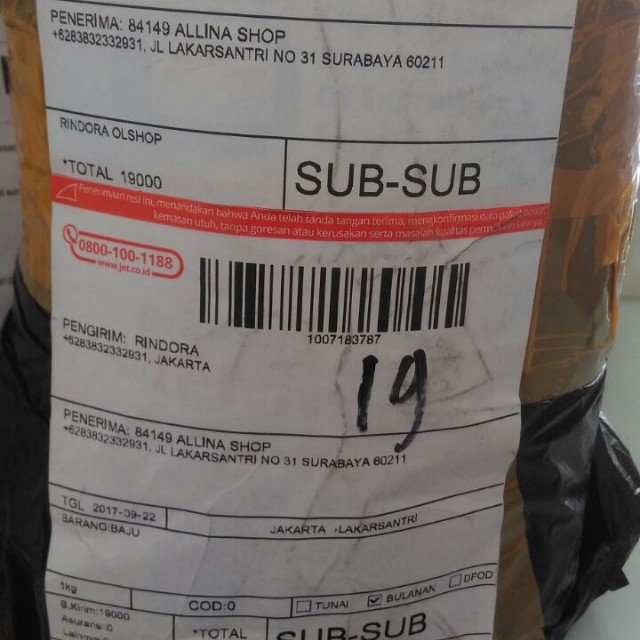 PENERIMA: 84149 ALLINA SHOP
+6283832332931, JL LAKARSANTRI NO 31 SURABAYA 60211
RINDORA OLSHOP
*TOTAL 19000
SUB-SUB
Penerimaan resi ini, menandakan bahwa Anda telah tanda tangan terima, mengkonfirmasi data paket benar,
kemasan utuh, tanpa goresan atau kerusakan serta masalah kualitas permukaan lainnya.
0800-100-1188
www.jet.co.id
1007183787
PENGIRIM: RINDORA
+6283832332931, JAKARTA
19
PENERIMA: 84149 ALLINA SHOP
+6283832332931, JL LAKARSANTRI NO 31 SURABAYA 60211
TGL 2017-09-22
JAKARTA -LAKARSANTRI
BARANG:BAJU
1kg
COD:0
TUNAI
BULANAN
DFOD
B.Kirim:19000
Asuransi:0
*TOTAL
SUB-SUB